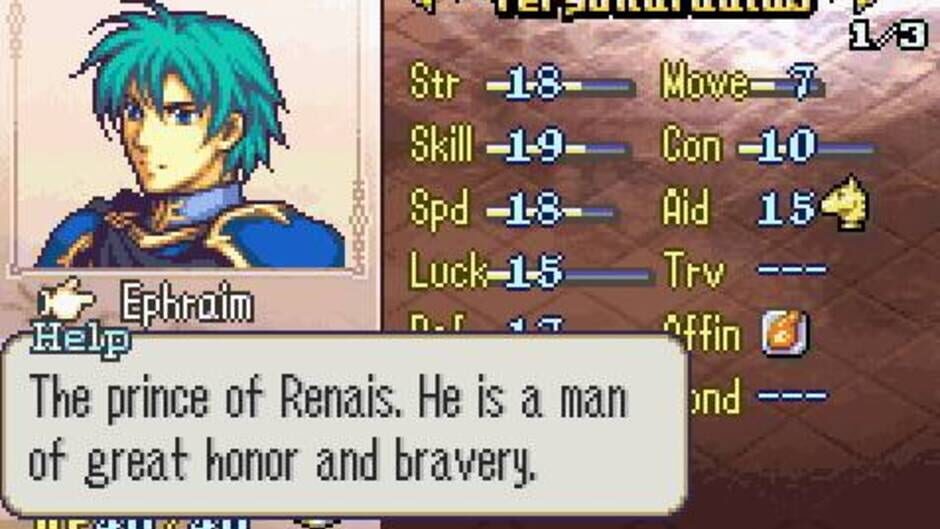 1/3
Str 18 Move 7
Skill 19 Con 10
Spd 18 Aid 15
Luck 15 Trv ---
Ephraim
Affin
Help
---
The prince of Renais. He is a man
of great honor and bravery.